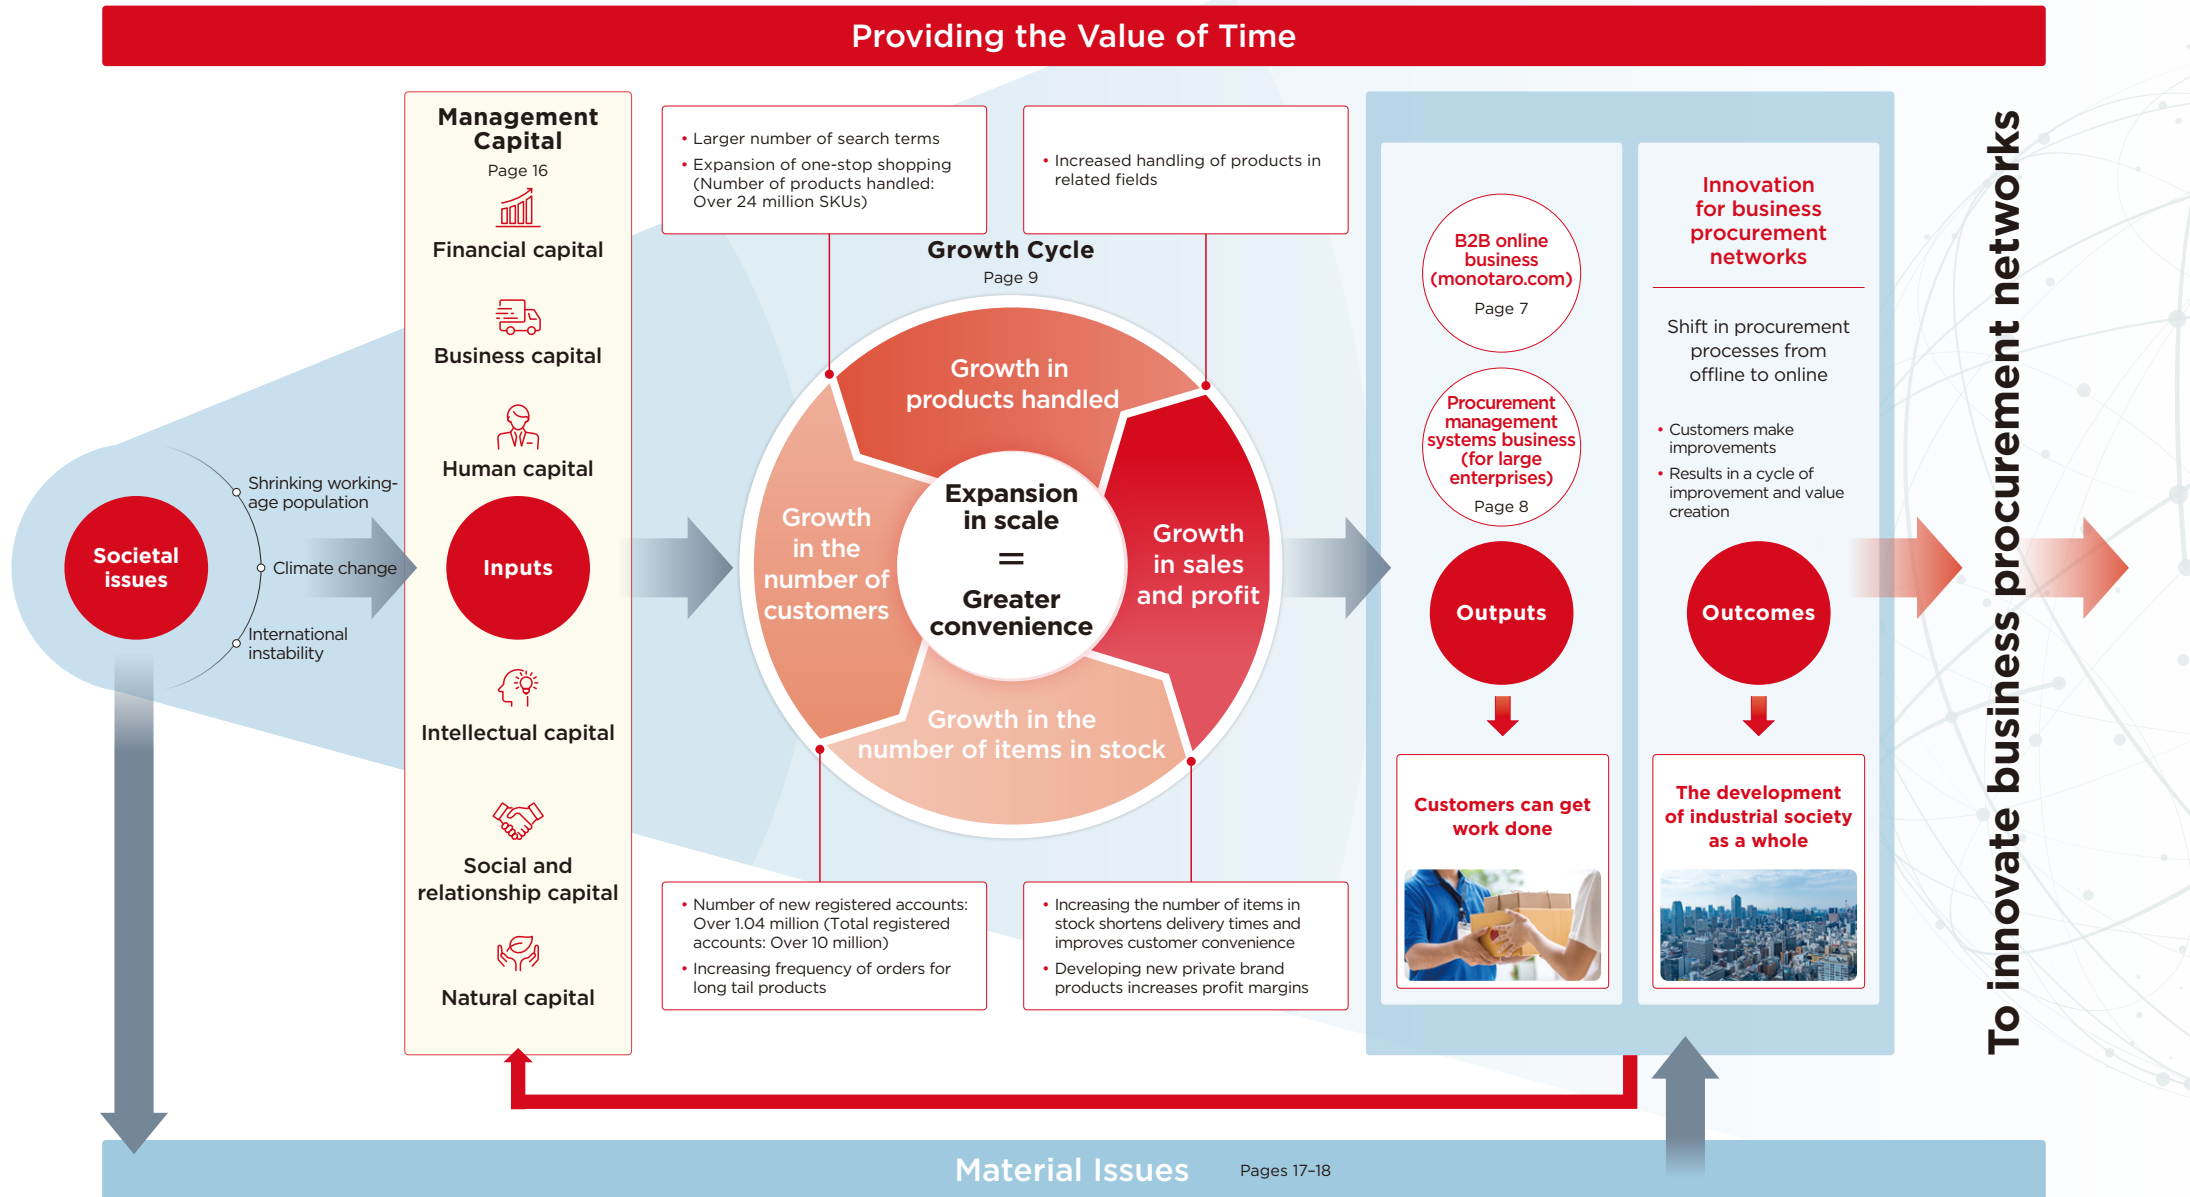 Providing the Value of Time
Societal
issues
Shrinking working-
age population
Climate change
International
instability
Management
Capital
Page 16
Financial capital
Business capital
Human capital
Inputs
Intellectual capital
Social and
relationship capital
Natural capital
• Larger number of search terms
• Expansion of one-stop shopping
(Number of products handled:
Over 24 million SKUs)
• Increased handling of products in
related fields
Growth Cycle
Page 9
Growth in
products handled
Growth
in sales
and profit
Growth in the
number of items in stock
Growth
in the
number of
customers
Expansion
in scale
=
Greater
convenience
• Number of new registered accounts:
Over 1.04 million (Total registered
accounts: Over 10 million)
• Increasing frequency of orders for
long tail products
• Increasing the number of items in
stock shortens delivery times and
improves customer convenience
• Developing new private brand
products increases profit margins
B2B online
business
(monotaro.com)
Page 7
Procurement
management
systems business
(for large
enterprises)
Page 8
Outputs
Customers can get
work done
Innovation
for business
procurement
networks
Shift in procurement
processes from
offline to online
• Customers make
improvements
• Results in a cycle of
improvement and value
creation
Outcomes
The development
of industrial society
as a whole
To innovate business procurement networks
Material Issues
Pages 17–18